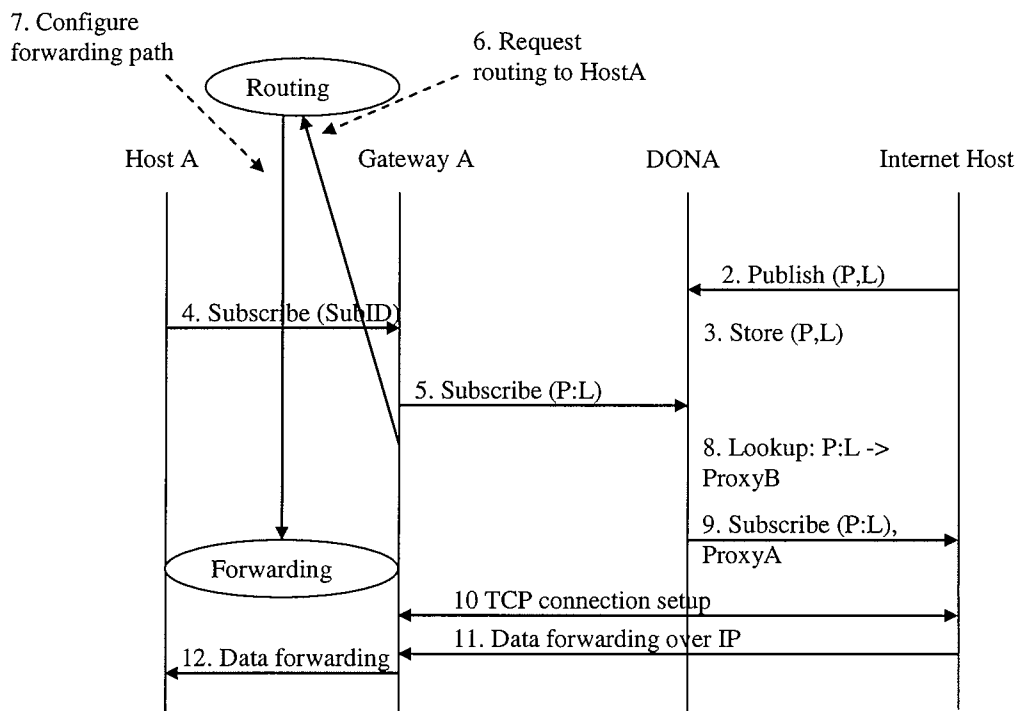 7. Configure
forwarding path
6. Request
routing to HostA
Routing
Host A
Gateway A
DONA
Internet Host
2. Publish (P,L)
4. Subscribe (SubID)
3. Store (P,L)
5. Subscribe (P:L)
8. Lookup: P:L ->
ProxyB
9. Subscribe (P:L),
ProxyA
Forwarding
10 TCP connection setup
11. Data forwarding over IP
12. Data forwarding